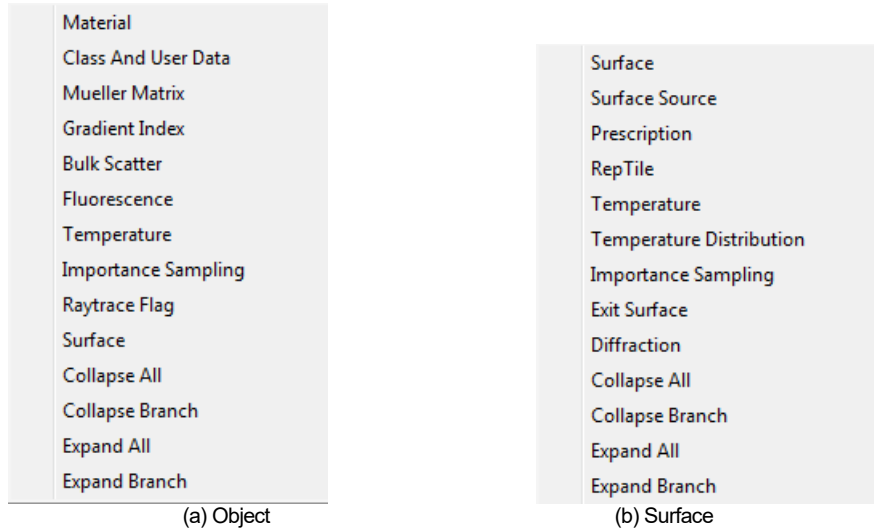 Material
Class And User Data
Mueller Matrix
Gradient Index
Bulk Scatter
Fluorescence
Temperature
Importance Sampling
Raytrace Flag
Surface
Collapse All
Collapse Branch
Expand All
Expand Branch
(a) Object
Surface
Surface Source
Prescription
RepTile
Temperature
Temperature Distribution
Importance Sampling
Exit Surface
Diffraction
Collapse All
Collapse Branch
Expand All
Expand Branch
(b) Surface